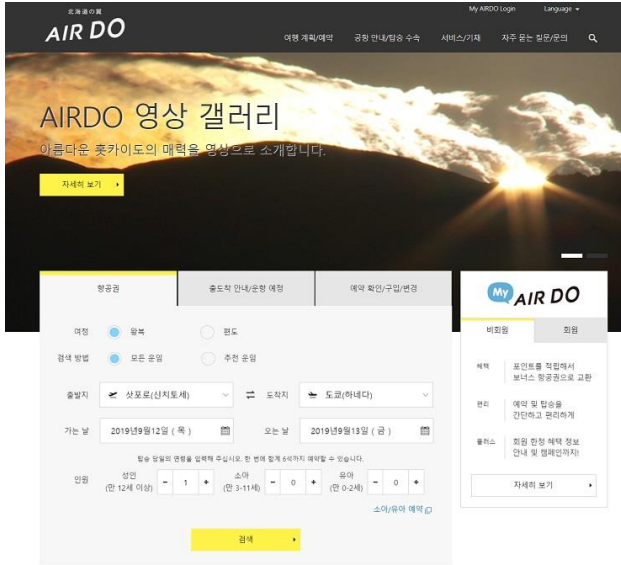 北海道の翼
AIR DO
My AIRDO Login
Language
여행 계획/예약
공항 안내/탑승 수속
서비스/기재
자주 묻는 질문/문의
AIRDO 영상 갤러리
아름다운 홋카이도의 매력을 영상으로 소개합니다.
자세히 보기
항공권
출도착 안내/운항 예정
예약 확인/구입/변경
여정
왕복
편도
검색 방법
모든 운임
추천 운임
출발지
삿포로(신치토세)
도착지
도쿄(하네다)
가는 날
2019년9월12일 ( 목 )
오는 날
2019년9월13일 ( 금 )
탑승 당일의 연령을 입력해 주십시오. 한 번에 합계 6석까지 예약할 수 있습니다.
인원
성인
(만 12세 이상)
- 1 +
소아
(만 3-11세)
- 0 +
유아
(만 0-2세)
- 0 +
소아/유아 예약
검색
My AIR DO
비회원
회원
혜택
포인트를 적립해서
보너스 항공권으로 교환
편리
예약 및 탑승을
간단하고 편리하게
플러스
회원 한정 혜택 정보
안내 및 캠페인까지!
자세히 보기